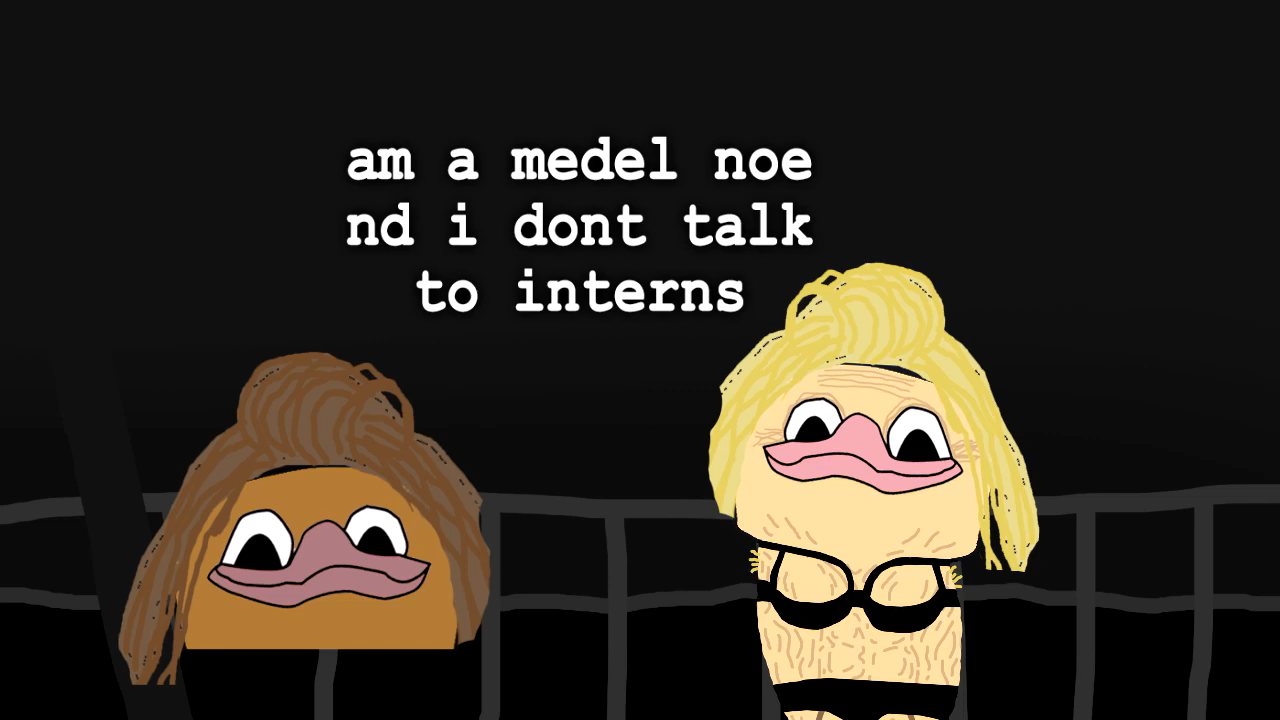 am a medel noe
nd i dont talk
to interns